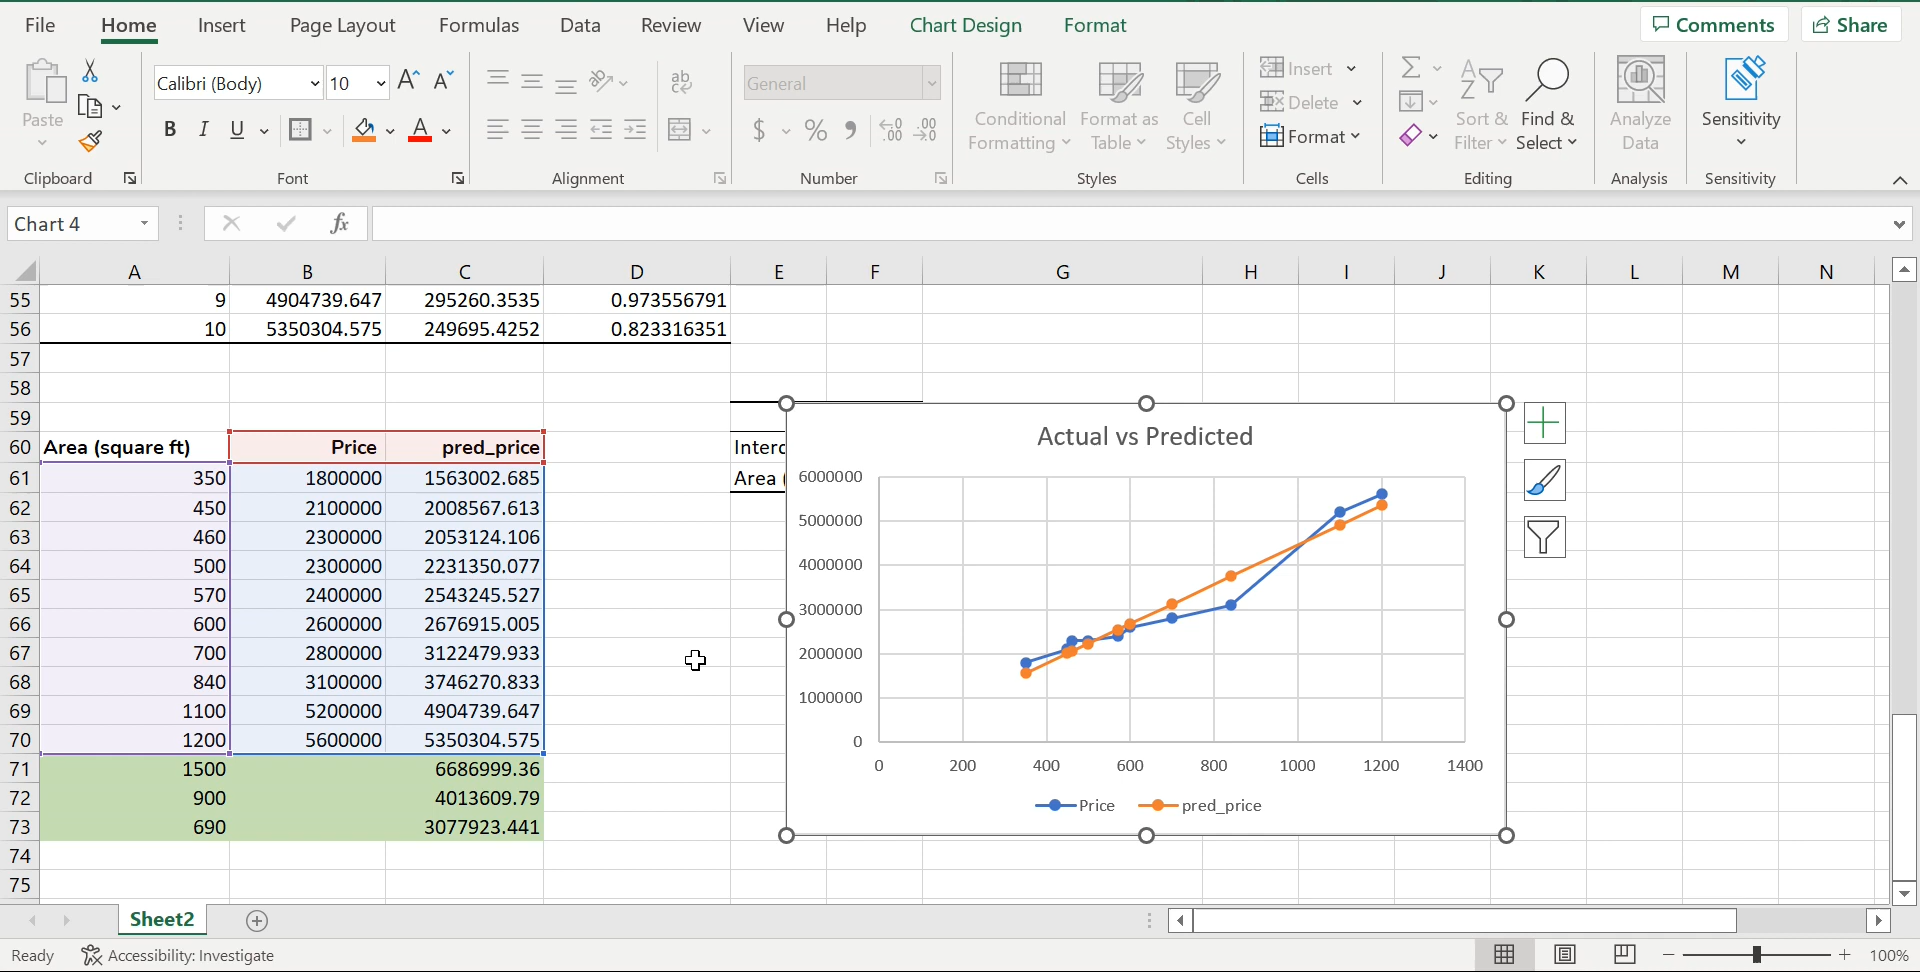 File Home Insert Page Layout Formulas Data Review View Help Chart Design Format Comments Share
Calibri (Body) 10 General Insert
Paste Conditional Format as Cell Delete Sort & Find & Analyze Sensitivity
B I U $ % Formatting Table Styles Format Filter Select Data
Clipboard Font Alignment Number Styles Cells Editing Analysis Sensitivity
Chart 4 fx
A B C D E F G H I J K L M N
55 9 4904739.647 295260.3535 0.973556791
56 10 5350304.575 249695.4252 0.823316351
57
58
59
60 Area (square ft) Price pred_price Interc
61 350 1800000 1563002.685 Area (
62 450 2100000 2008567.613
63 460 2300000 2053124.106
64 500 2300000 2231350.077
65 570 2400000 2543245.527
66 600 2600000 2676915.005
67 700 2800000 3122479.933
68 840 3100000 3746270.833
69 1100 5200000 4904739.647
70 1200 5600000 5350304.575
71 1500 6686999.36
72 900 4013609.79
73 690 3077923.441
74
75
Actual vs Predicted
6000000
5000000
4000000
3000000
2000000
1000000
0
0 200 400 600 800 1000 1200 1400
Price pred_price
Sheet2
Ready Accessibility: Investigate 100%